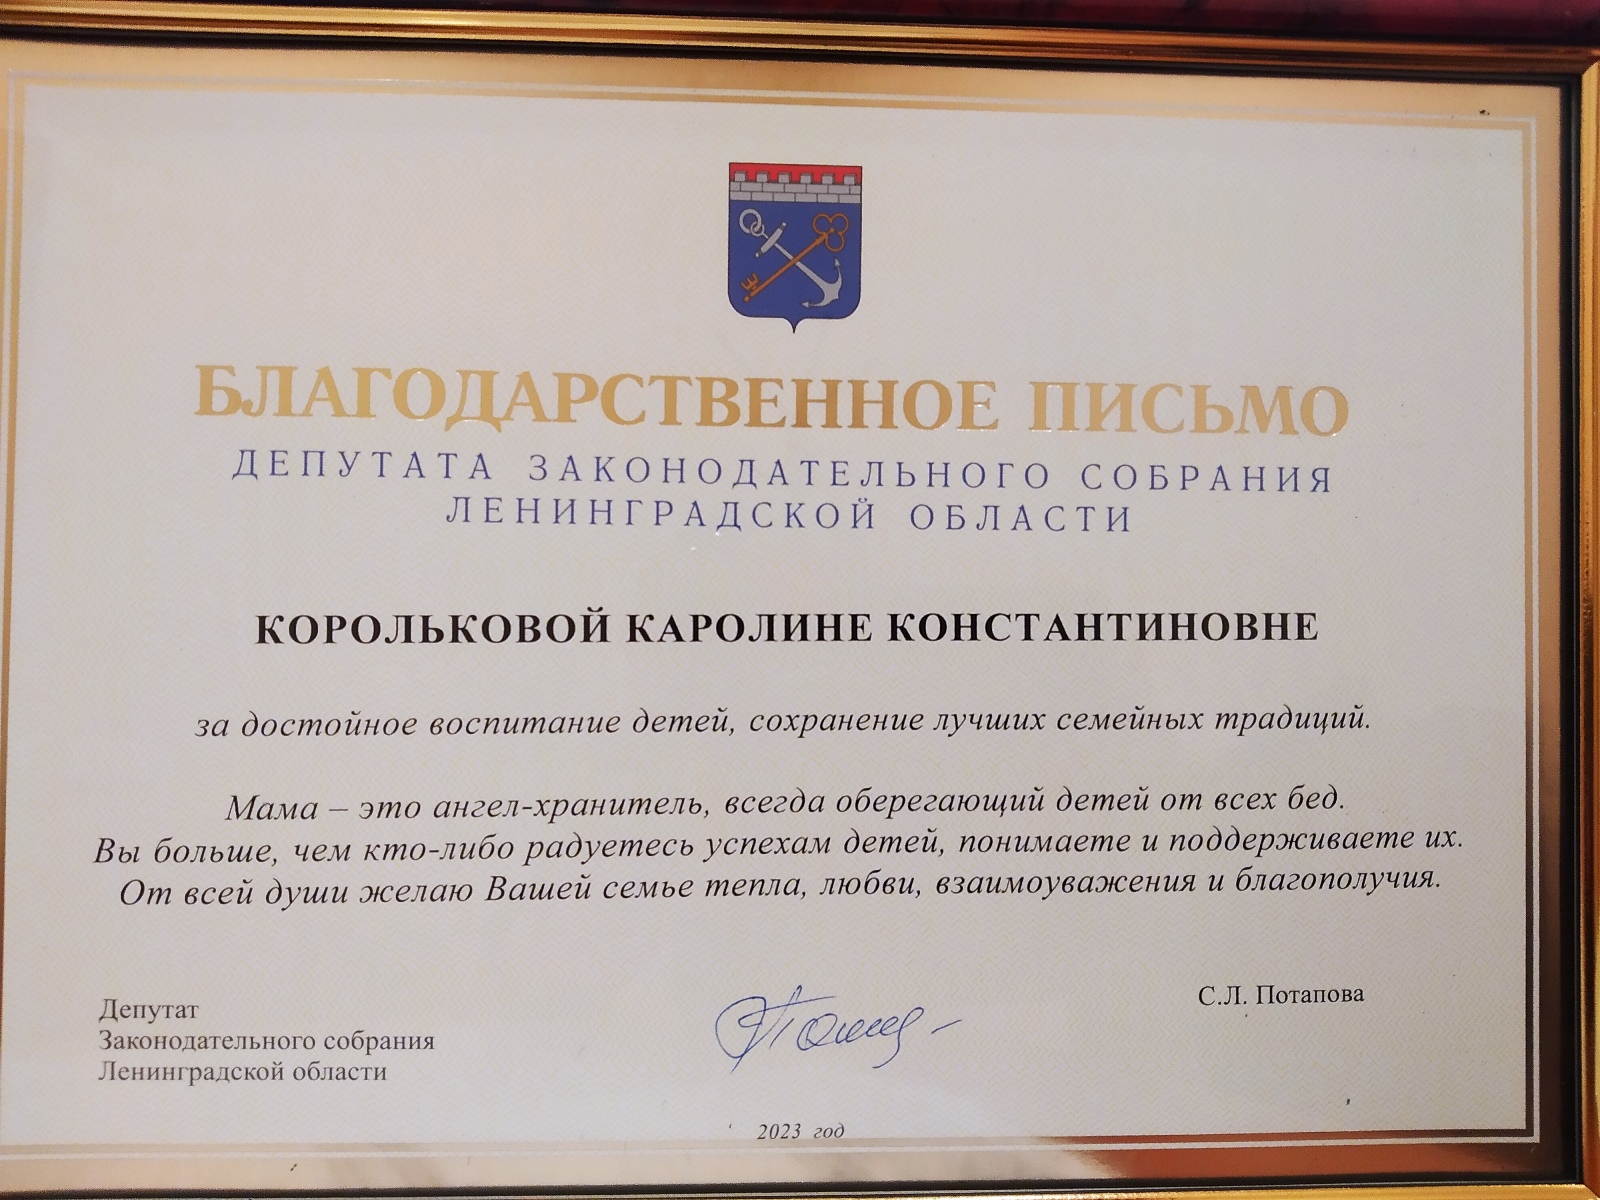 БЛАГОДАРСТВЕННОЕ ПИСЬМО
ДЕПУТАТА ЗАКОНОДАТЕЛЬНОГО СОБРАНИЯ
ЛЕНИНГРАДСКОЙ ОБЛАСТИ
КОРОЛЬКОВОЙ КАРОЛИНЕ КОНСТАНТИНОВНЕ
за достойное воспитание детей, сохранение лучших семейных традиций.
Мама – это ангел-хранитель, всегда оберегающий детей от всех бед.
Вы больше, чем кто-либо радуетесь успехам детей, понимаете и поддерживаете их.
От всей души желаю Вашей семье тепла, любви, взаимоуважения и благополучия.
Депутат
Законодательного собрания
Ленинградской области
С.Л. Потапова
2023 год